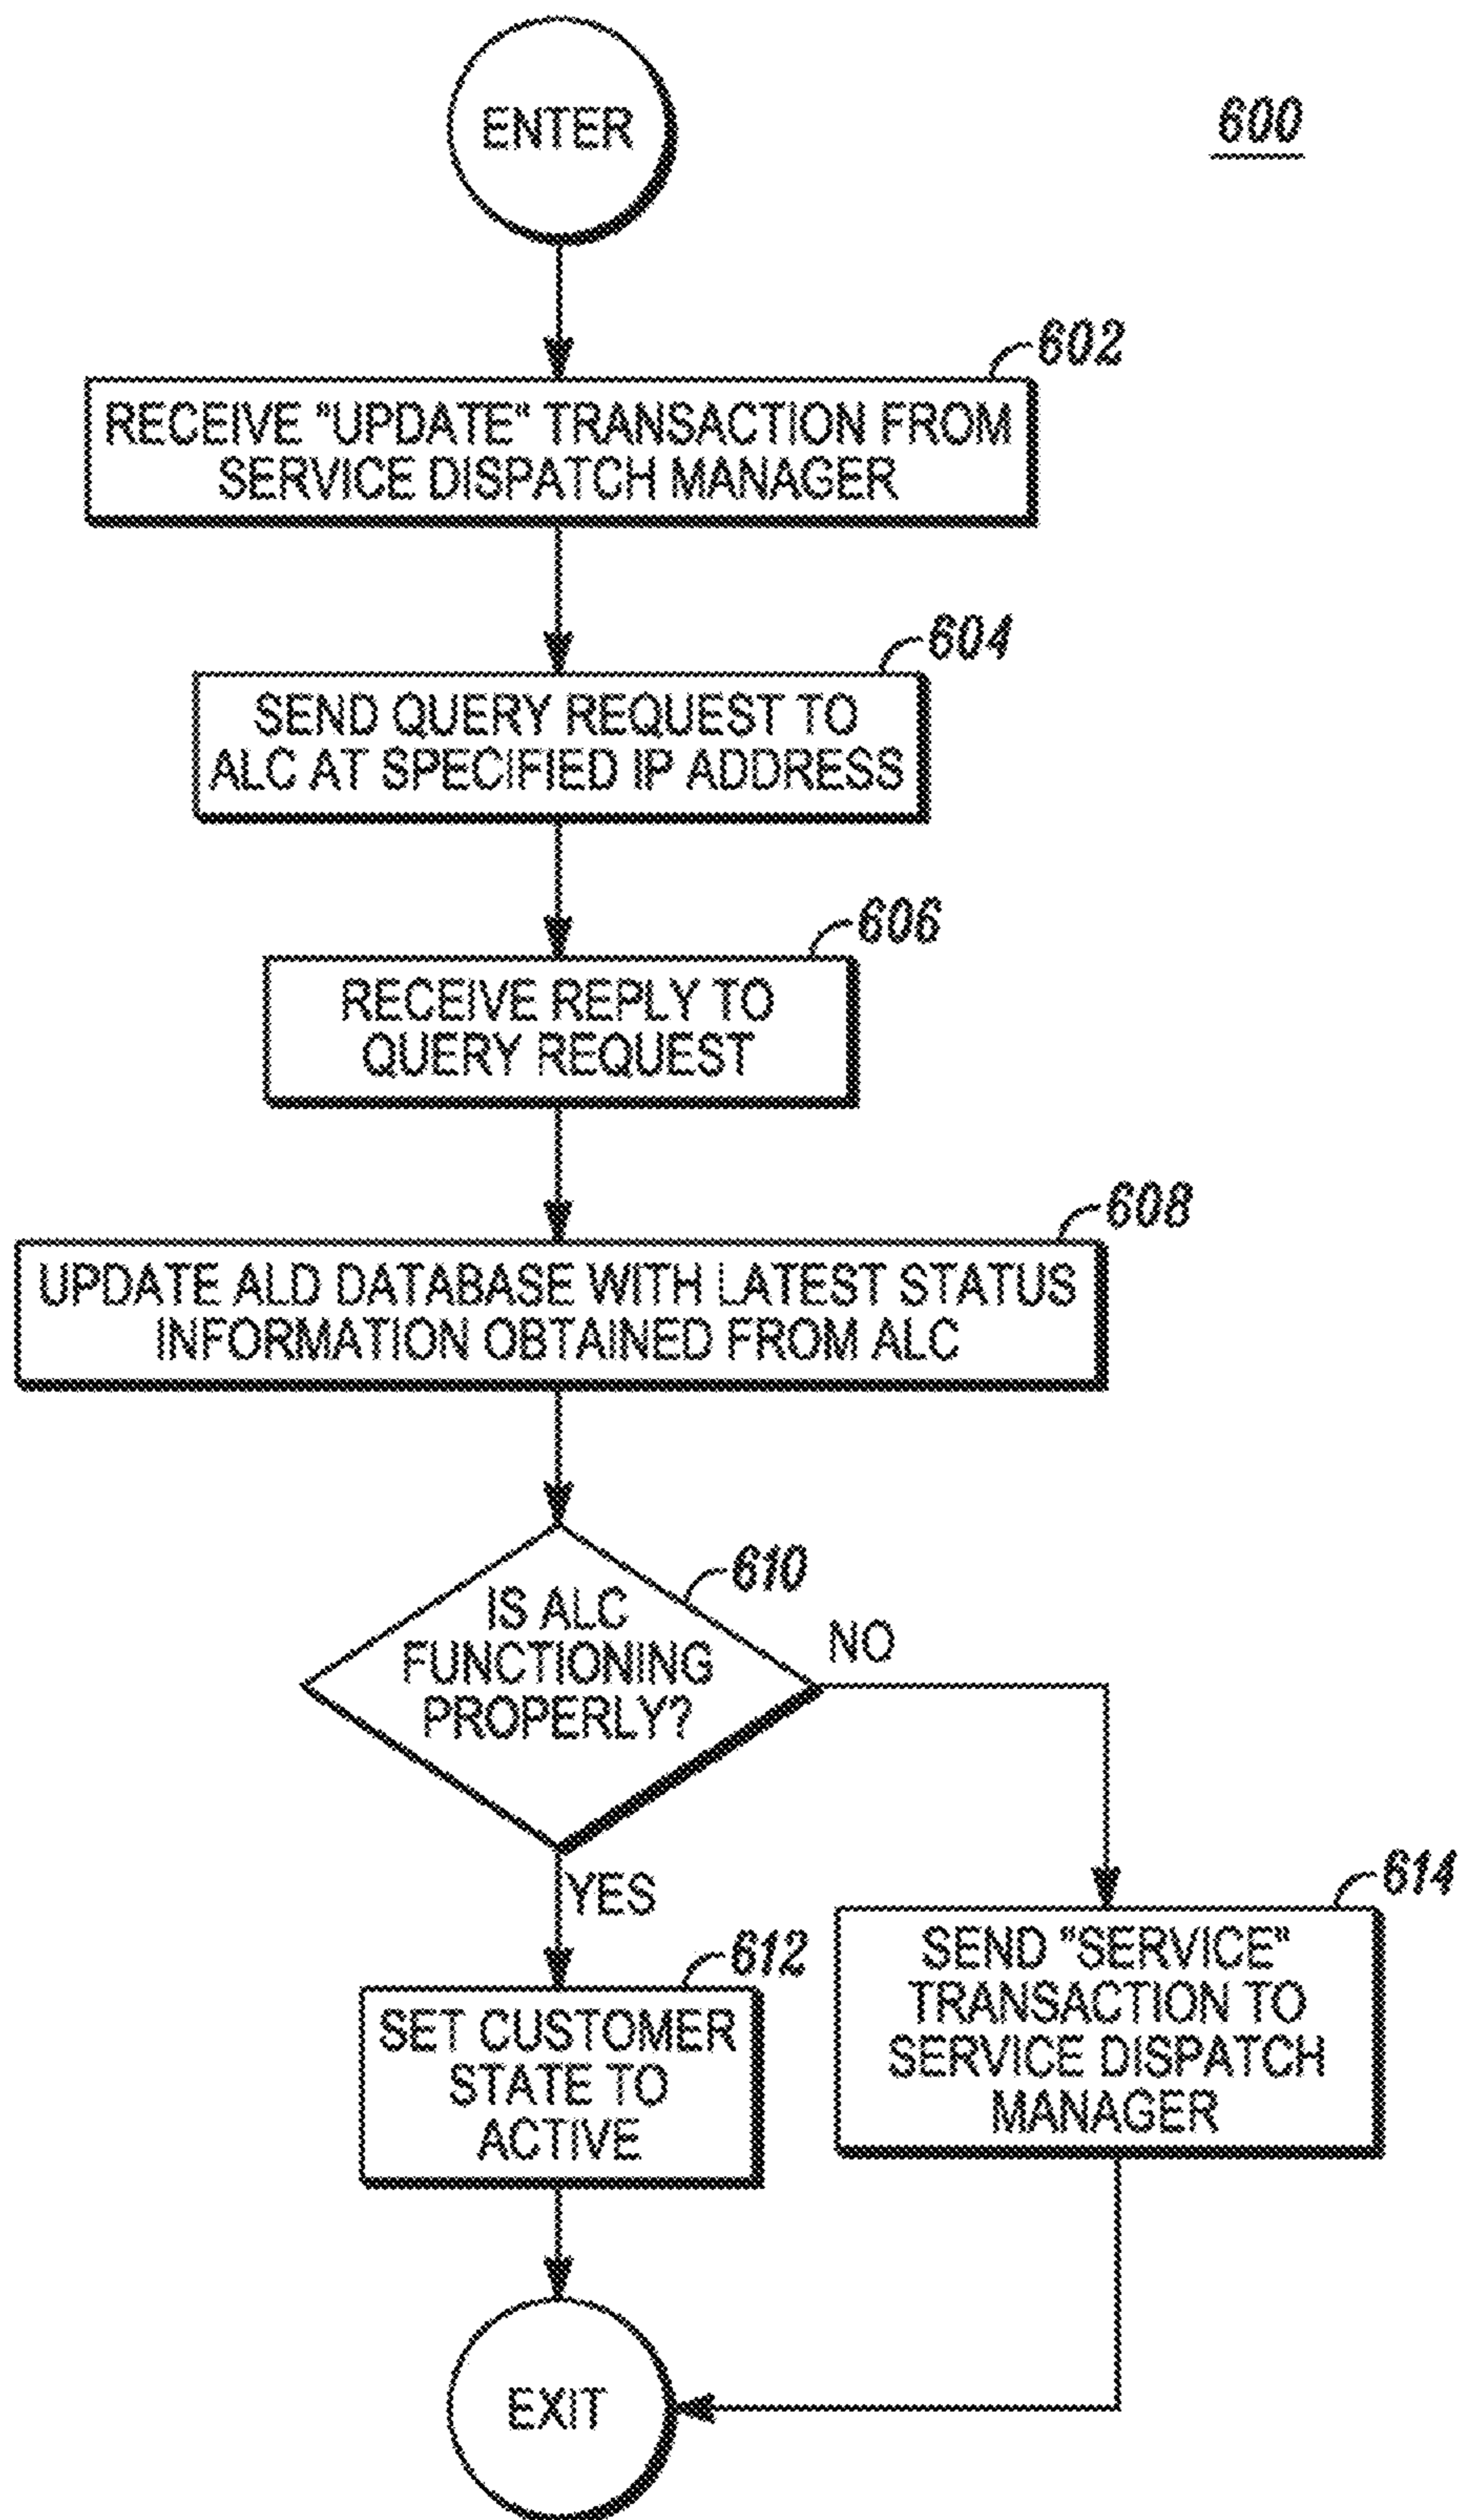 600
ENTER
602
RECEIVE "UPDATE" TRANSACTION FROM
SERVICE DISPATCH MANAGER
604
SEND QUERY REQUEST TO
ALC AT SPECIFIED IP ADDRESS
606
RECEIVE REPLY TO
QUERY REQUEST
608
UPDATE ALD DATABASE WITH LATEST STATUS
INFORMATION OBTAINED FROM ALC
610
IS ALC
FUNCTIONING
PROPERLY?
NO
YES
612
SET CUSTOMER
STATE TO
ACTIVE
614
SEND "SERVICE"
TRANSACTION TO
SERVICE DISPATCH
MANAGER
EXIT